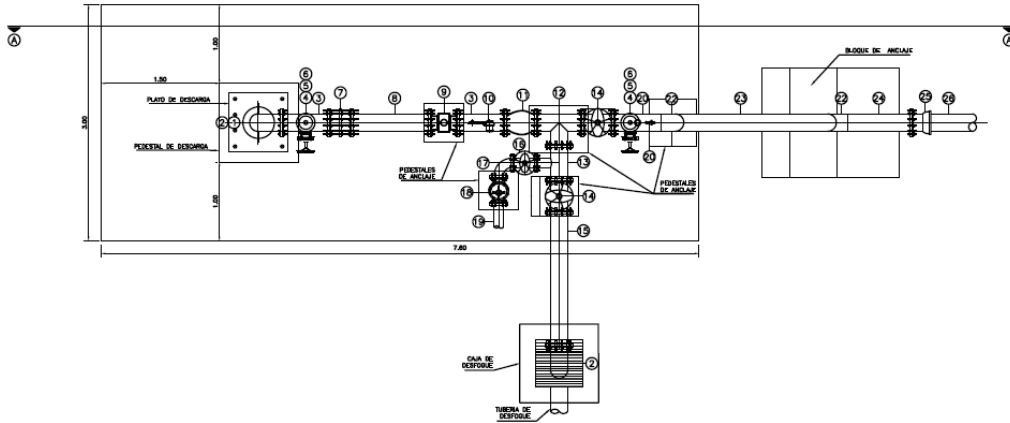 BLOQUE DE ANCLAJE
A
A
1.00
6
6
5
5
1.50
9
11
12
14
4
3
7
8
3
10
4
20
22
23
22
24
25
26
PLATO DE DESCARGA
3.00
2
1
16
20
PEDESTAL DE DESCARGA
PEDESTALES
DE ANCLAJE
17
13
PEDESTALES
DE ANCLAJE
18
14
1.00
19
15
7.60
CAJA DE
DESFOGUE
2
TUBERIA DE
DESFOGUE